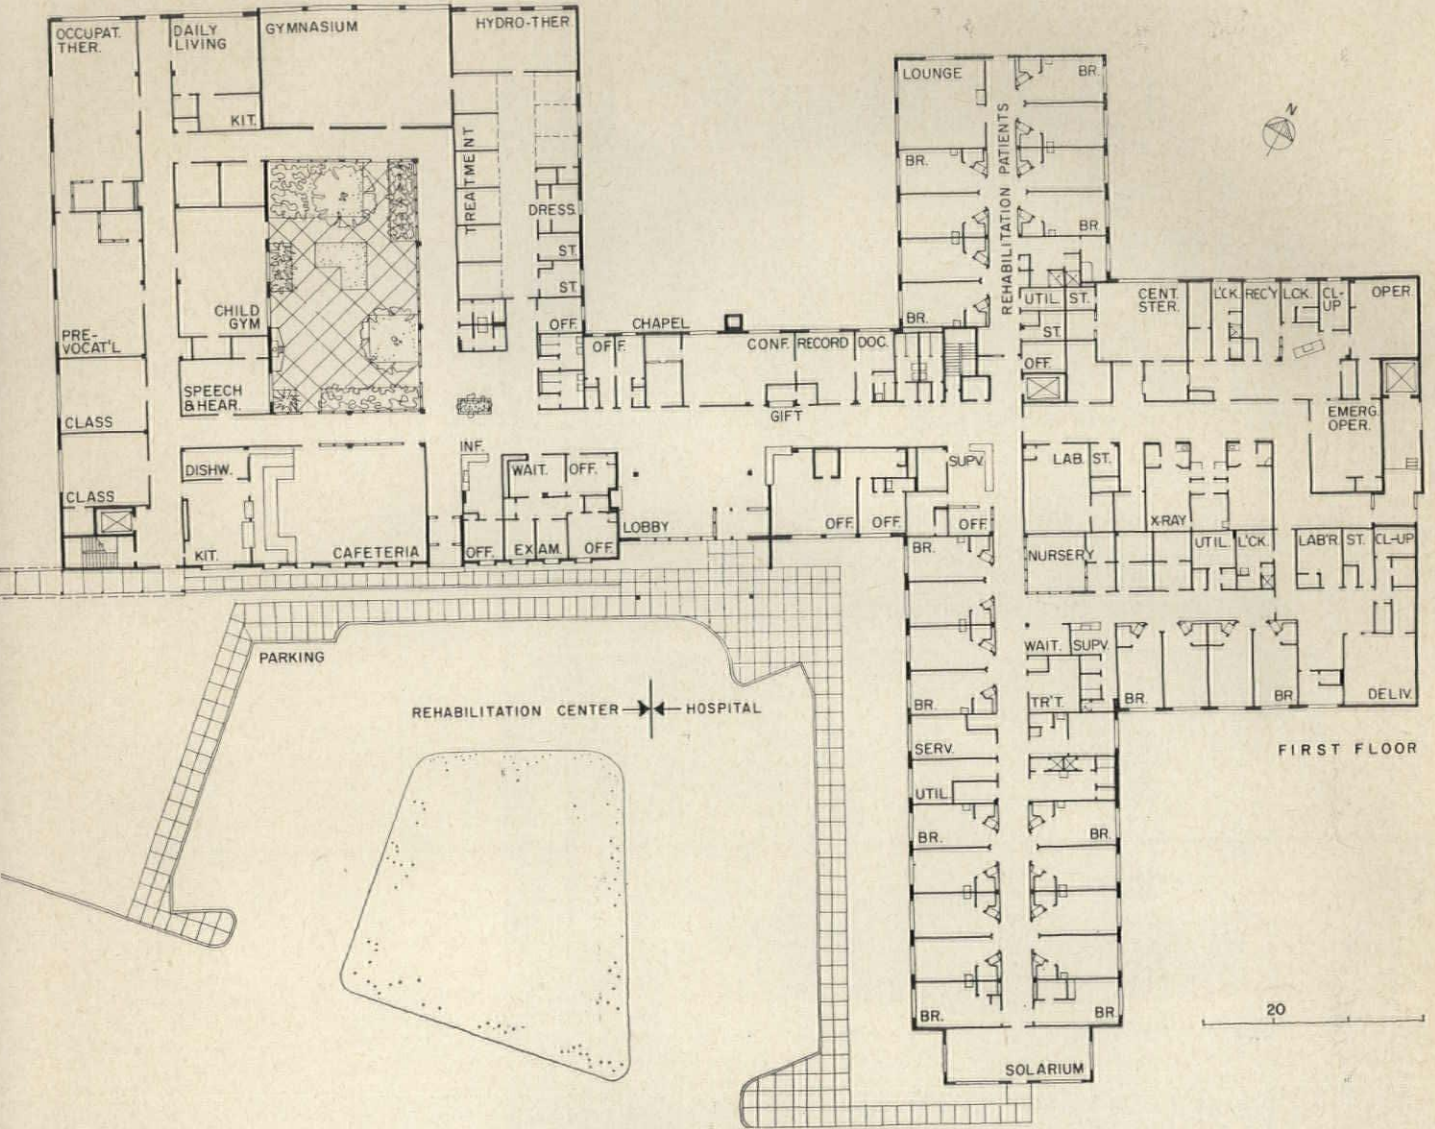 OCCUPAT.
THER.
DAILY
LIVING
GYMNASIUM
HYDRO-THER
KIT.
TREATMENT
DRESS.
ST.
ST.
OFF.
CHILD
GYM
PRE-
VOCAT'L
SPEECH
& HEAR.
CLASS
CLASS
DISHW.
KIT.
CAFETERIA
INF.
WAIT.
OFF.
OFF.
EXAM.
OFF.
LOBBY
OFF.
CHAPEL
CONF.
RECORD
DOC.
GIFT
OFF.
OFF.
SUPV.
OFF.
LOUNGE
BR.
REHABILITATION PATIENTS
BR.
BR.
BR.
N
UTIL.
ST.
ST.
OFF.
CENT.
STER.
L'CK.
REC'Y
LCK.
CL-
UP
OPER.
EMERG.
OPER.
LAB.
ST.
X-RAY
NURSERY
UTIL.
L'CK.
LAB'R
ST.
CL-UP
WAIT.
SUPV.
TR'T.
BR.
BR.
DELIV.
BR.
BR.
SERV.
UTIL.
BR.
BR.
BR.
BR.
SOLARIUM
PARKING
REHABILITATION CENTER
HOSPITAL
FIRST FLOOR
20